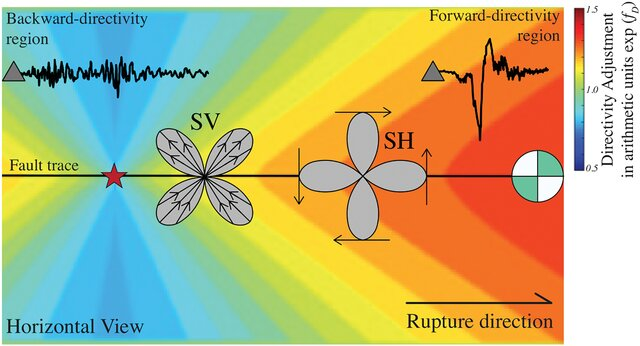 Backward-directivity
region
Forward-directivity
region
SV
SH
Fault trace
Horizontal View
Rupture direction
1.5
1.0
0.5
Directivity Adjustment
in arithmetic units exp (f_D)